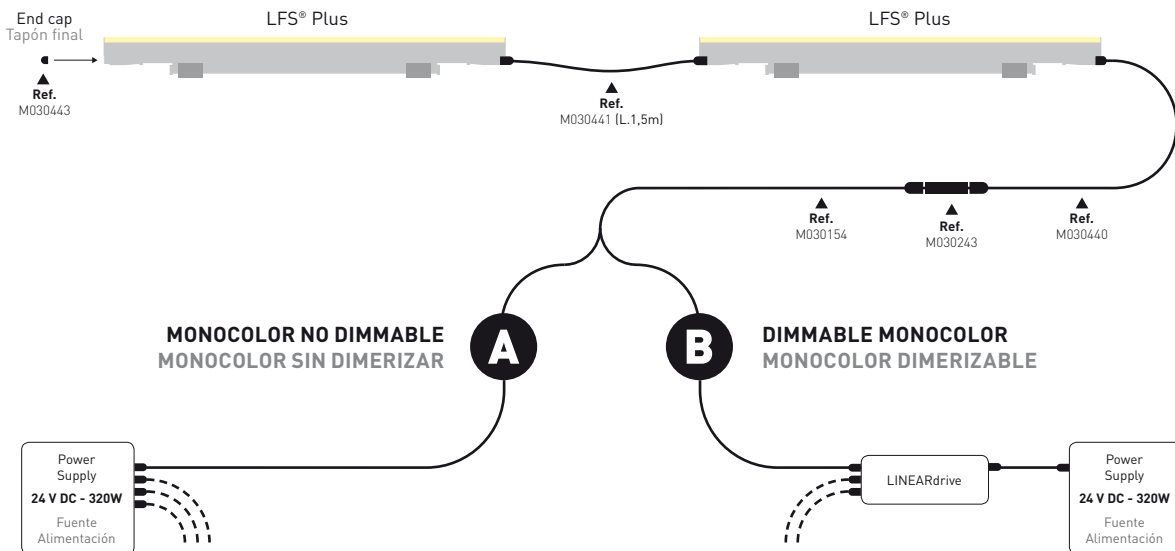 End cap
Tapón final
LFS® Plus
LFS® Plus
Ref.
M030443
Ref.
M030441 (L.1,5m)
Ref.
M030154
Ref.
M030243
Ref.
M030440
MONOCOLOR NO DIMMABLE
MONOCOLOR SIN DIMERIZAR
A
B
DIMMABLE MONOCOLOR
MONOCOLOR DIMERIZABLE
Power
Supply
24 V DC - 320W
Fuente
Alimentación
LINEARdrive
Power
Supply
24 V DC - 320W
Fuente
Alimentación